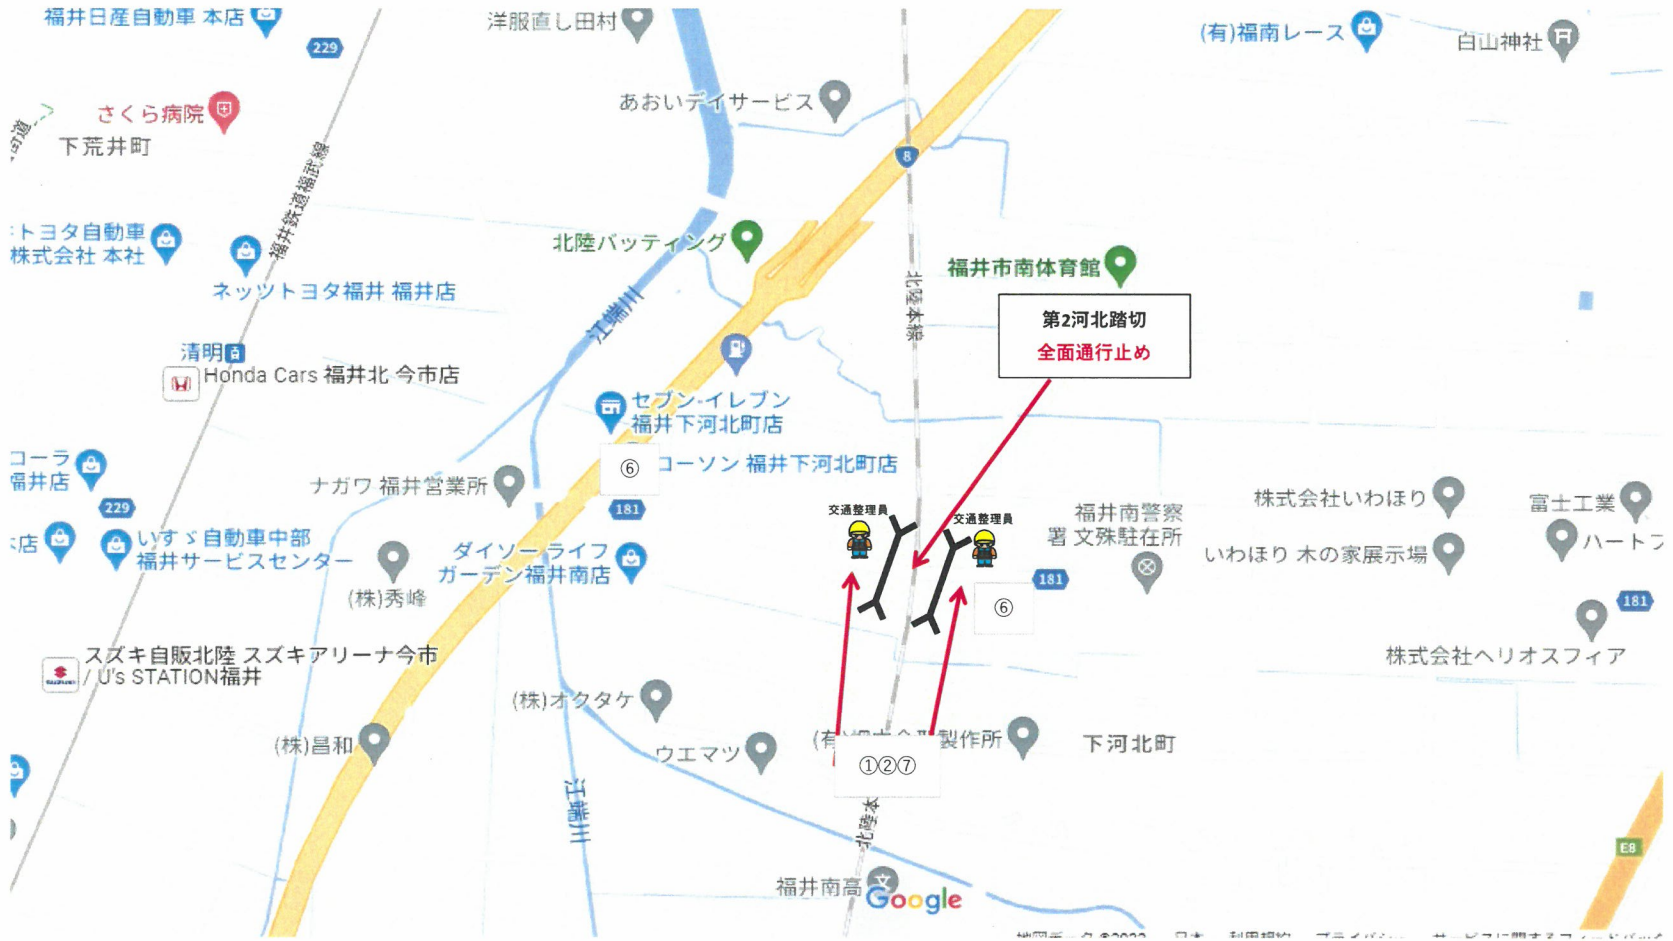 福井日産自動車 本店
229
洋服直し田村
(有)福南レース
白山神社
さくら病院
下荒井町
あおいデイサービス
8
福井鉄道福武線
トヨタ自動車
株式会社 本社
ネッツトヨタ福井 福井店
北陸バッティング
江端川
北陸本線
福井市南体育館
第2河北踏切
全面通行止め
清明
Honda Cars 福井北 今市店
セブン-イレブン
福井下河北町店
⑥
ローソン 福井下河北町店
コーラ
福井店
229
ナガワ 福井営業所
181
交通整理員
交通整理員
福井南警察
署 文殊駐在所
株式会社いわほり
富士工業
店
いすゞ自動車中部
福井サービスセンター
ダイソー ライフ
ガーデン福井南店
いわほり 木の家展示場
ハートフ
(株)秀峰
⑥
181
181
スズキ自販北陸 スズキアリーナ今市
/ U's STATION福井
株式会社ヘリオスフィア
(株)オクタケ
(株)昌和
ウエマツ
製作所
下河北町
①②⑦
江端川
北陸本
E8
福井南高
Google